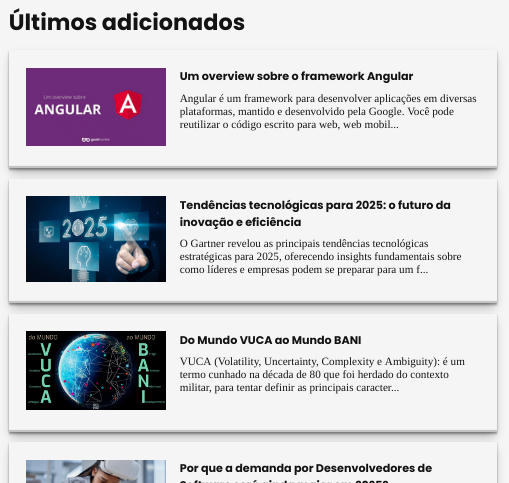 Últimos adicionados
Um overview sobre
ANGULAR
A
Um overview sobre o framework Angular
Angular é um framework para desenvolver aplicações em diversas
plataformas, mantido e desenvolvido pela Google. Você pode
reutilizar o código escrito para web, web mobil...
2025
Tendências tecnológicas para 2025: o futuro da
inovação e eficiência
O Gartner revelou as principais tendências tecnológicas
estratégicas para 2025, oferecendo insights fundamentais sobre
como líderes e empresas podem se preparar para um f...
do MUNDO
VUCA
ao MUNDO
BANI
Do Mundo VUCA ao Mundo BANI
VUCA (Volatility, Uncertainty, Complexity e Ambiguity): é um
termo cunhado na década de 80 que foi herdado do contexto
militar, para tentar definir as principais caracter...
Por que a demanda por Desenvolvedores de